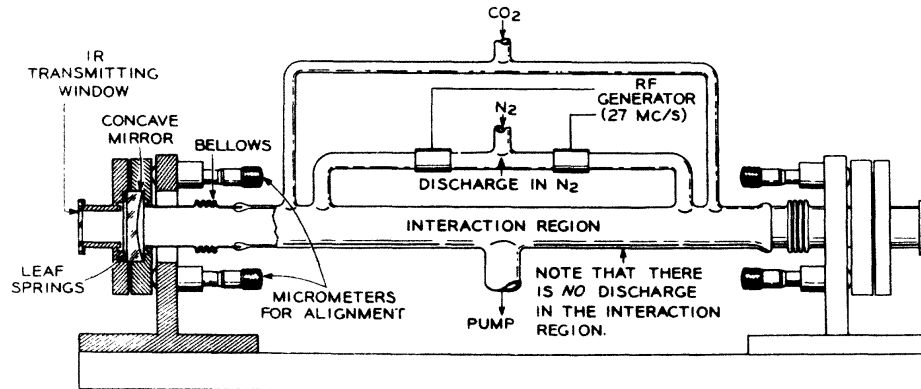 CO2
IR
TRANSMITTING
WINDOW
CONCAVE
MIRROR
BELLOWS
N2
RF
GENERATOR
(27 MC/S)
DISCHARGE IN N2
INTERACTION REGION
LEAF
SPRINGS
MICROMETERS
FOR ALIGNMENT
PUMP
NOTE THAT THERE
IS NO DISCHARGE
IN THE INTERACTION
REGION.